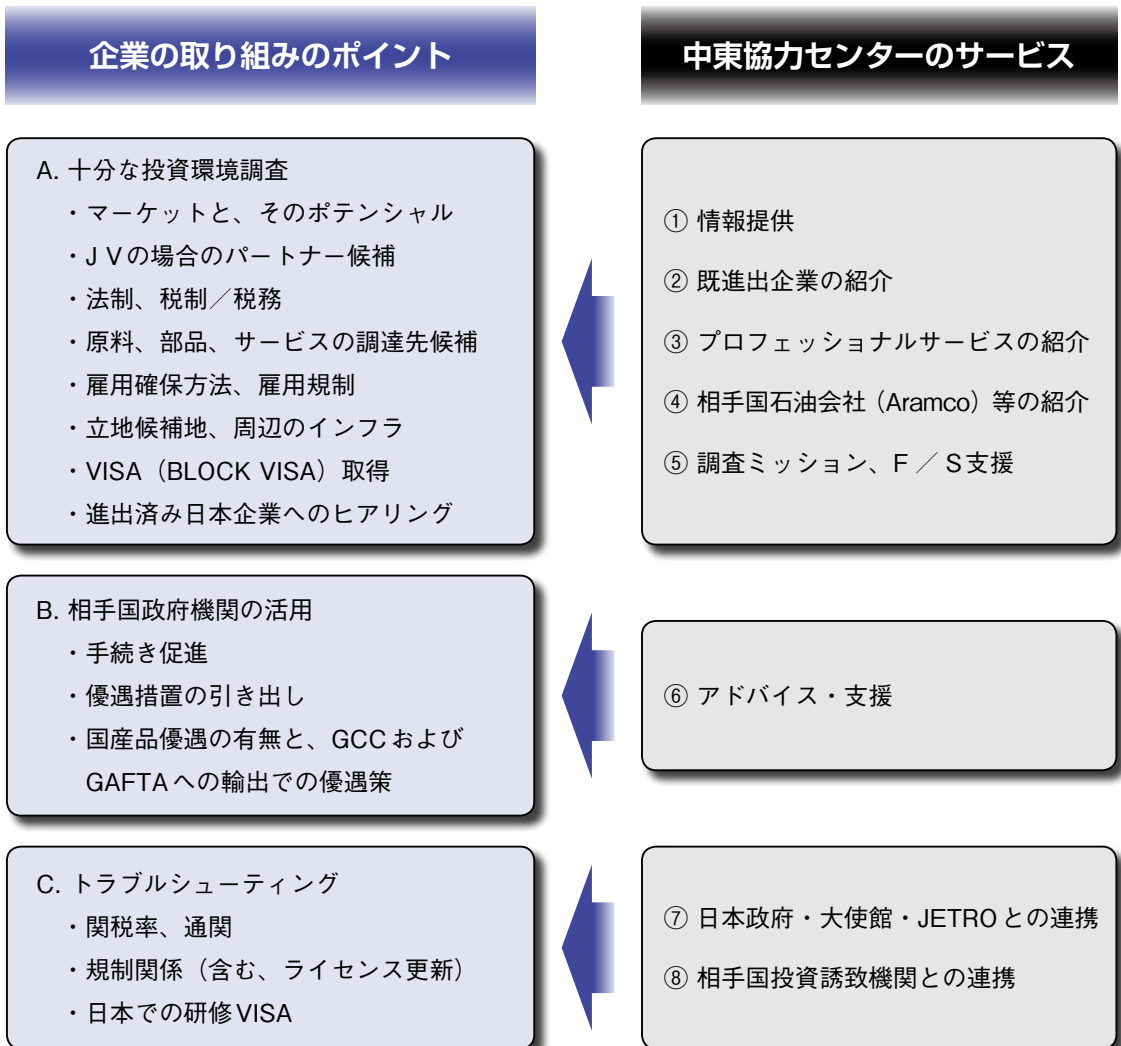 企業の取り組みのポイント
中東協力センターのサービス
A. 十分な投資環境調査
・マーケットと、そのポテンシャル
・J Vの場合のパートナー候補
・法制、税制／税務
・原料、部品、サービスの調達先候補
・雇用確保方法、雇用規制
・立地候補地、周辺のインフラ
・VISA（BLOCK VISA）取得
・進出済み日本企業へのヒアリング
① 情報提供
② 既進出企業の紹介
③ プロフェッショナルサービスの紹介
④ 相手国石油会社（Aramco）等の紹介
⑤ 調査ミッション、F ／ S支援
B. 相手国政府機関の活用
・手続き促進
・優遇措置の引き出し
・国産品優遇の有無と、GCCおよび
GAFTAへの輸出での優遇策
⑥ アドバイス・支援
C. トラブルシューティング
・関税率、通関
・規制関係（含む、ライセンス更新）
・日本での研修VISA
⑦ 日本政府・大使館・JETROとの連携
⑧ 相手国投資誘致機関との連携